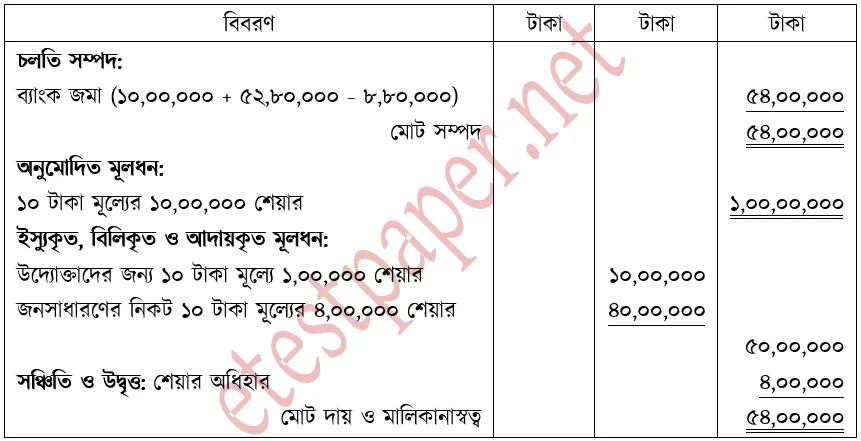 বিবরণ টাকা টাকা টাকা
চলতি সম্পদ:
ব্যাংক জমা (১০,০০,০০০ + ৫২,৮০,০০০ - ৮,৮০,০০০) ৫৪,০০,০০০
মোট সম্পদ ৫৪,০০,০০০
অনুমোদিত মূলধন:
১০ টাকা মূল্যের ১০,০০,০০০ শেয়ার ১,০০,০০,০০০
ইস্যুকৃত, বিলিকৃত ও আদায়কৃত মূলধন:
উদ্যোক্তাদের জন্য ১০ টাকা মূল্যে ১,০০,০০০ শেয়ার ১০,০০,০০০
জনসাধারণের নিকট ১০ টাকা মূল্যের ৪,০০,০০০ শেয়ার ৪০,০০,০০০
৫০,০০,০০০
সঞ্চিতি ও উদ্বৃত্ত: শেয়ার অধিহার ৪,০০,০০০
মোট দায় ও মালিকানাস্বত্ব ৫৪,০০,০০০
etestpaper.net